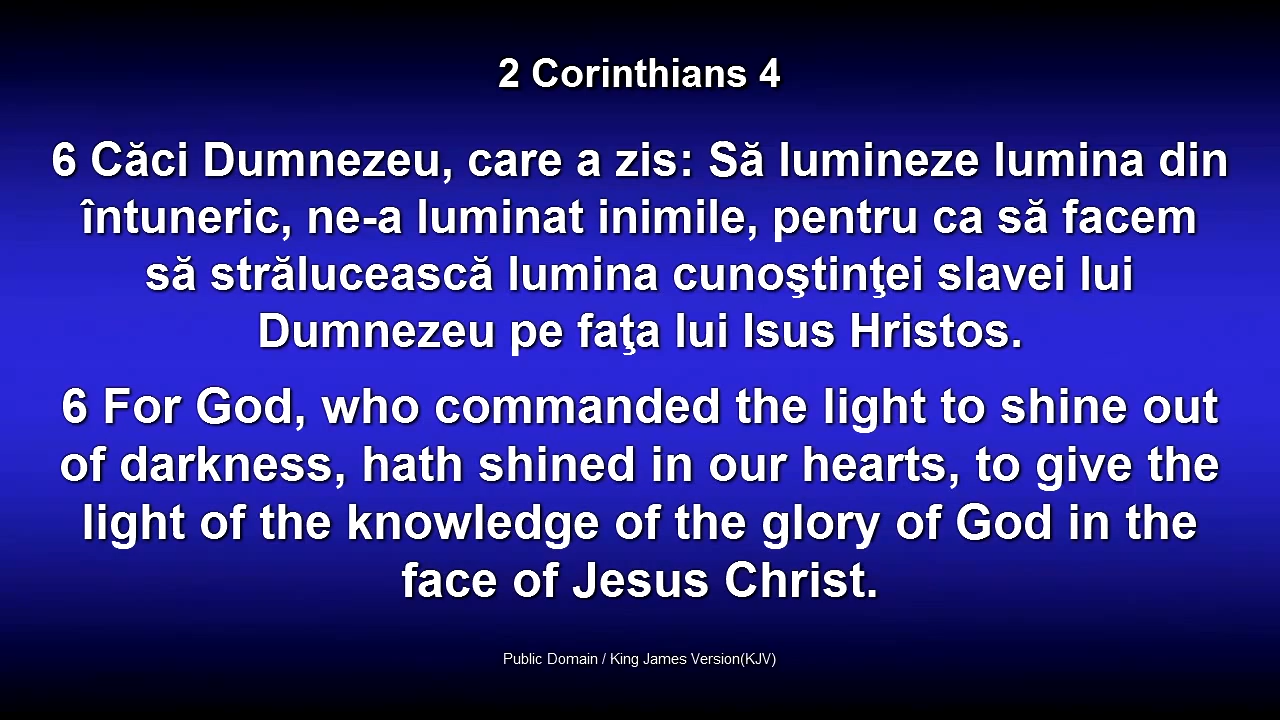 2 Corinthians 4
6 Căci Dumnezeu, care a zis: Să lumineze lumina din
întuneric, ne-a luminat inimile, pentru ca să facem
să strălucească lumina cunoştinţei slavei lui
Dumnezeu pe faţa lui Isus Hristos.
6 For God, who commanded the light to shine out
of darkness, hath shined in our hearts, to give the
light of the knowledge of the glory of God in the
face of Jesus Christ.
Public Domain / King James Version(KJV)